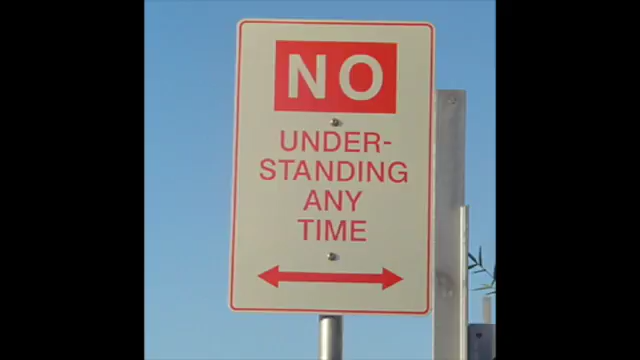 NO
UNDER-
STANDING
ANY
TIME